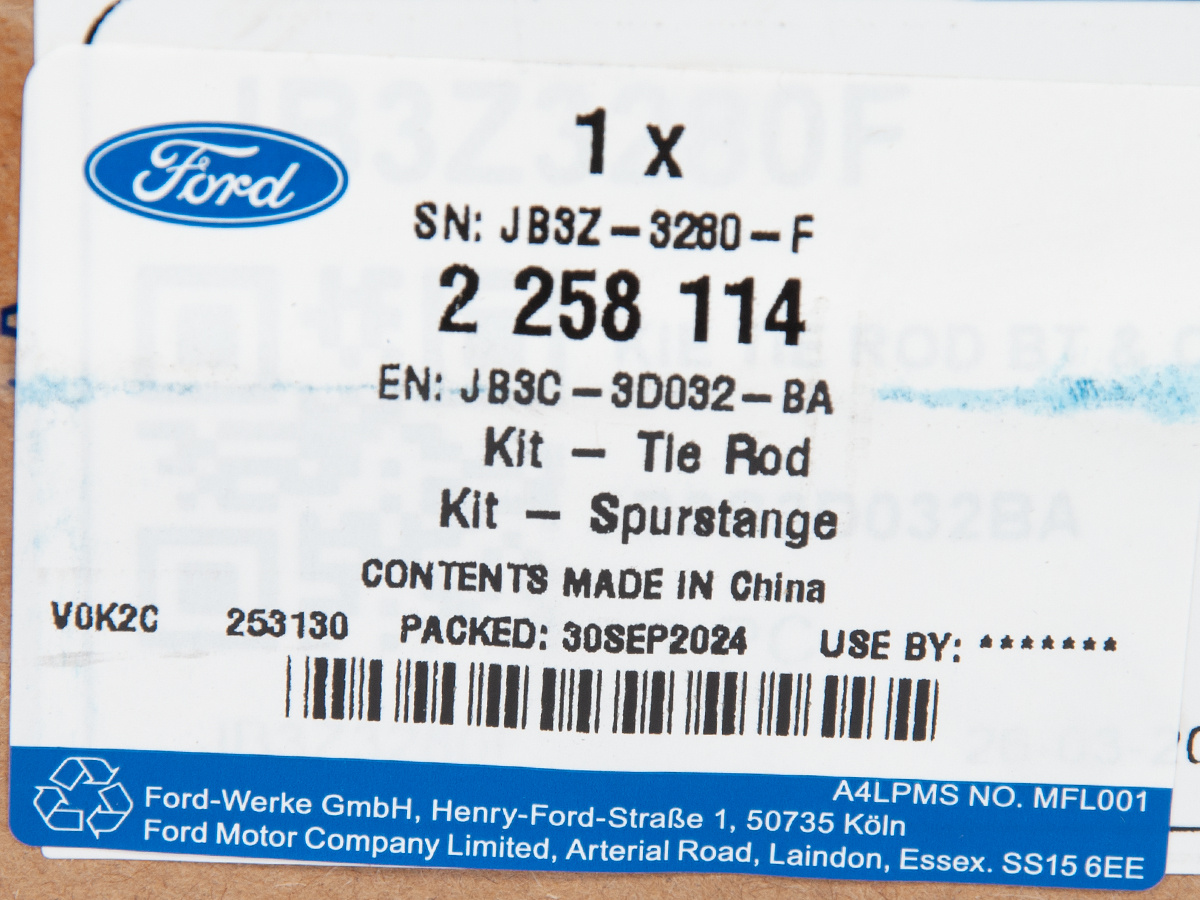 Ford
1 x
SN: JB3Z-3280-F
2 258 114
EN: JB3C-3D032-BA
Kit - Tie Rod
Kit - Spurstange
CONTENTS MADE IN China
V0K2C 253130 PACKED: 30SEP2024 USE BY: *******
A4LPMS NO. MFL001
Ford-Werke GmbH, Henry-Ford-Straße 1, 50735 Köln
Ford Motor Company Limited, Arterial Road, Laindon, Essex. SS15 6EE